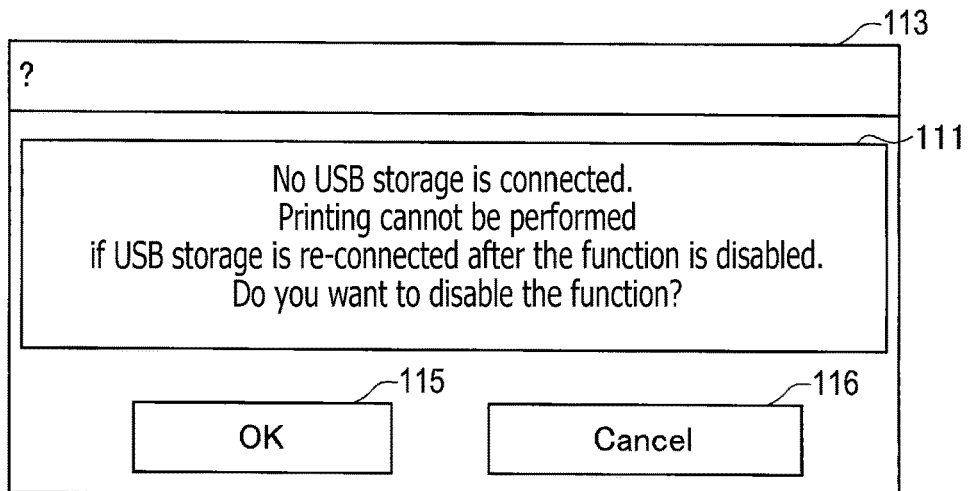 113
?
111
No USB storage is connected.
Printing cannot be performed
if USB storage is re-connected after the function is disabled.
Do you want to disable the function?
115
116
OK
Cancel